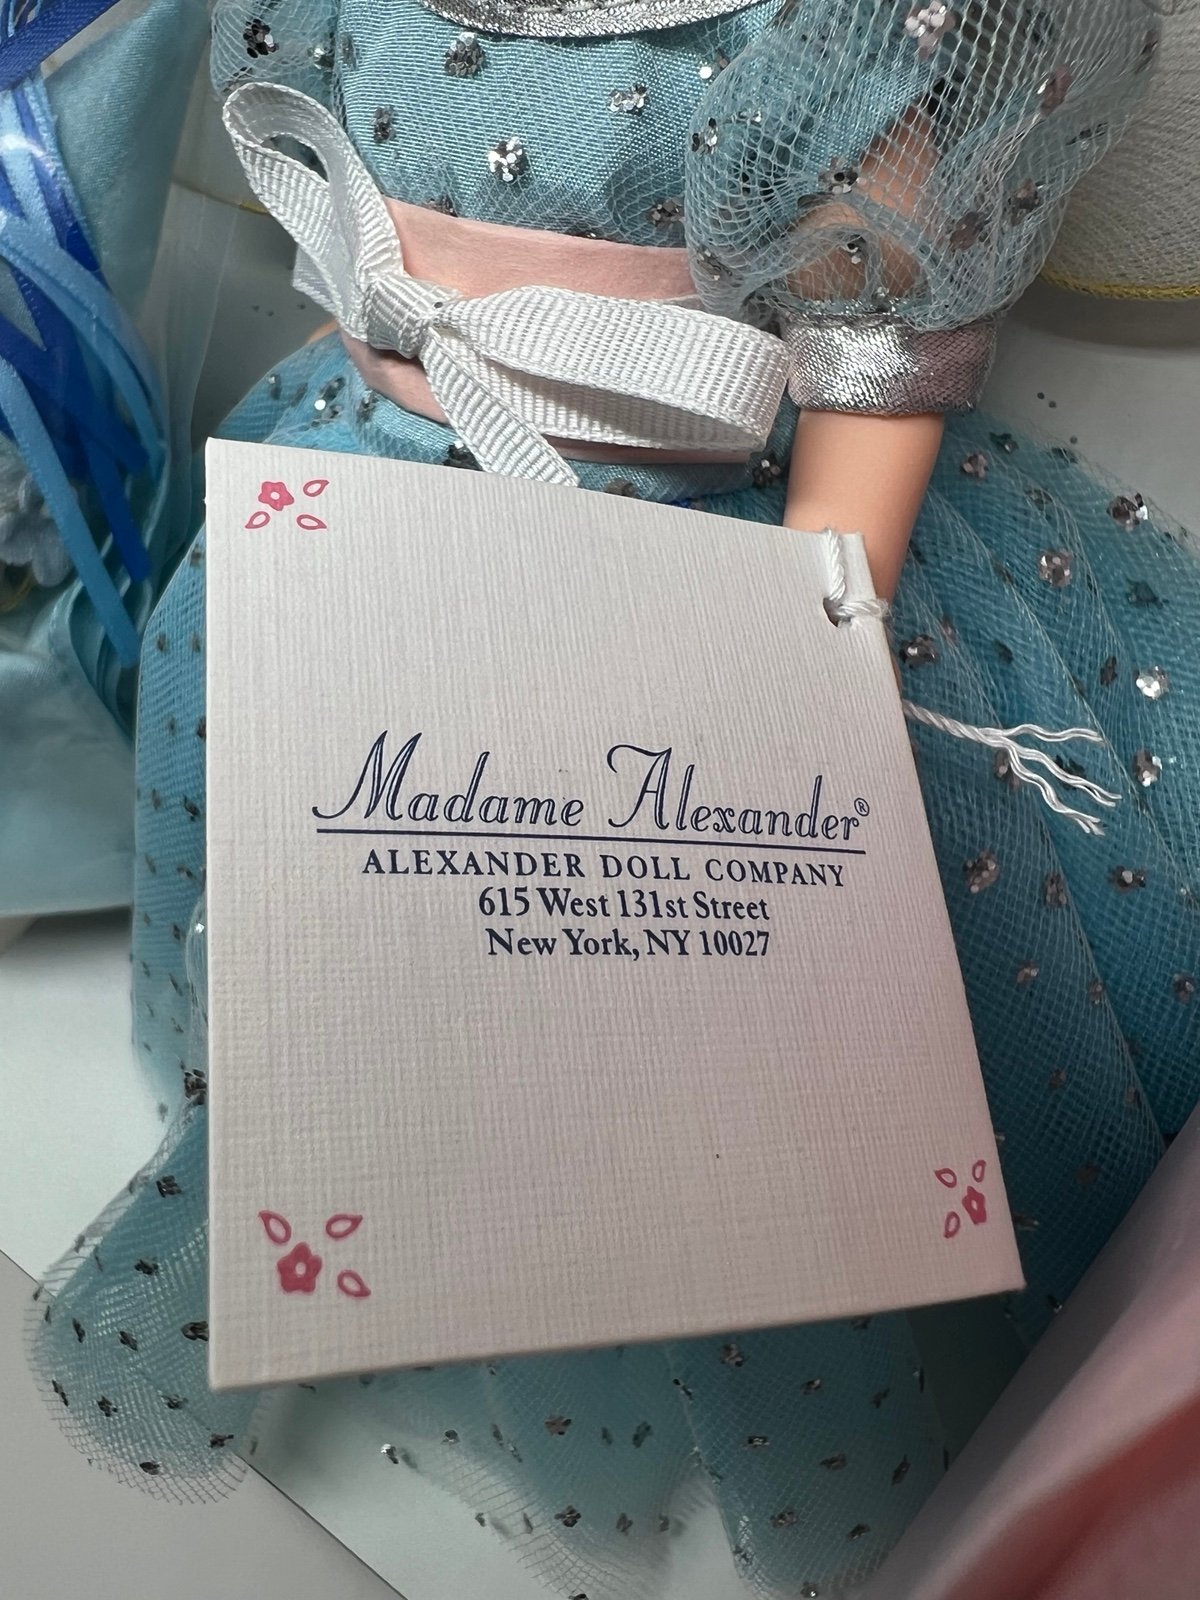 Madame Alexander®
ALEXANDER DOLL COMPANY
615 West 131st Street
New York, NY 10027